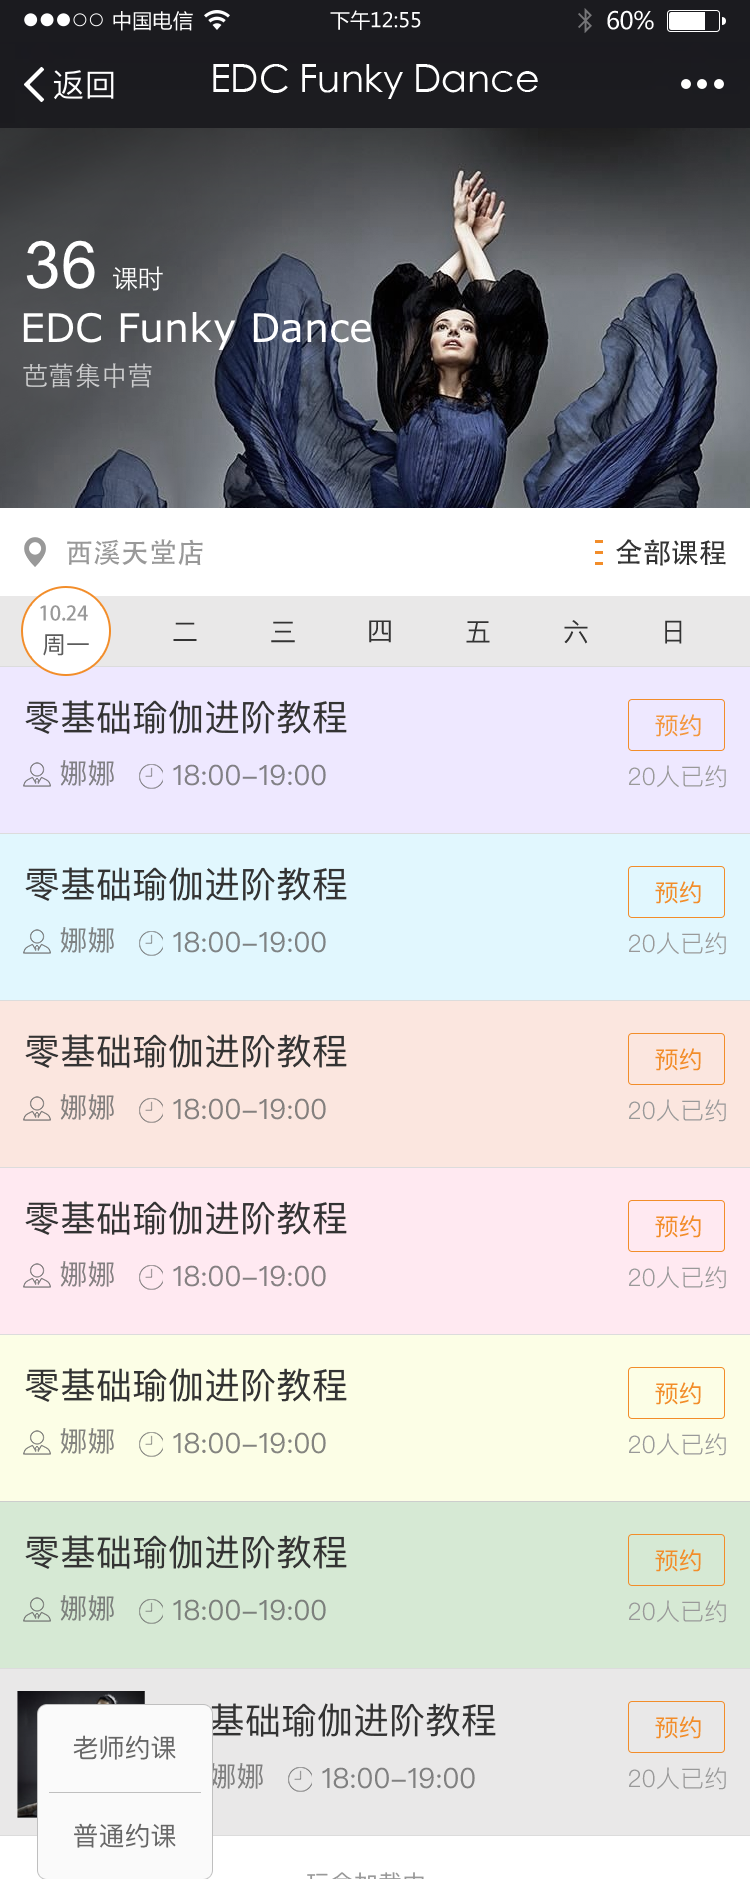 中国电信 下午12:55 60%
返回 EDC Funky Dance
36 课时
EDC Funky Dance
芭蕾集中营
西溪天堂店 全部课程
10.24
周一 二 三 四 五 六 日
零基础瑜伽进阶教程 预约
娜娜 18:00-19:00 20人已约
零基础瑜伽进阶教程 预约
娜娜 18:00-19:00 20人已约
零基础瑜伽进阶教程 预约
娜娜 18:00-19:00 20人已约
零基础瑜伽进阶教程 预约
娜娜 18:00-19:00 20人已约
零基础瑜伽进阶教程 预约
娜娜 18:00-19:00 20人已约
零基础瑜伽进阶教程 预约
娜娜 18:00-19:00 20人已约
基础瑜伽进阶教程 预约
娜娜 18:00-19:00 20人已约
老师约课
普通约课